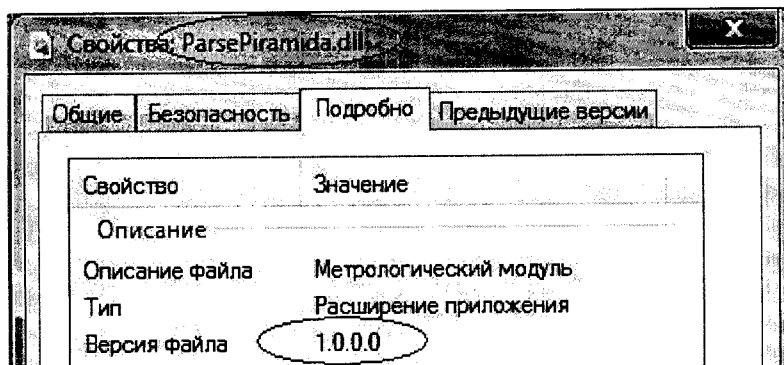 Свойства: ParsePiramida.dll
Общие Безопасность Подробно Предыдущие версии
Свойство Значение
Описание
Описание файла Метрологический модуль
Тип Расширение приложения
Версия файла 1.0.0.0